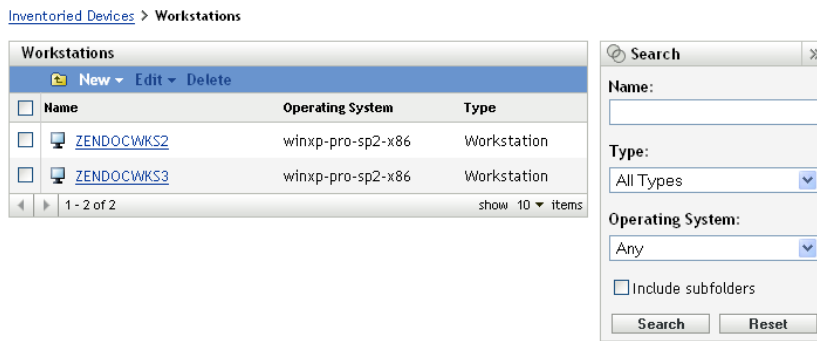 Inventoried Devices > Workstations
Workstations
New Edit Delete
Name Operating System Type
ZENDOCWKS2 winxp-pro-sp2-x86 Workstation
ZENDOCWKS3 winxp-pro-sp2-x86 Workstation
1 - 2 of 2 show 10 items
Search
Name:
Type:
All Types
Operating System:
Any
Include subfolders
Search Reset